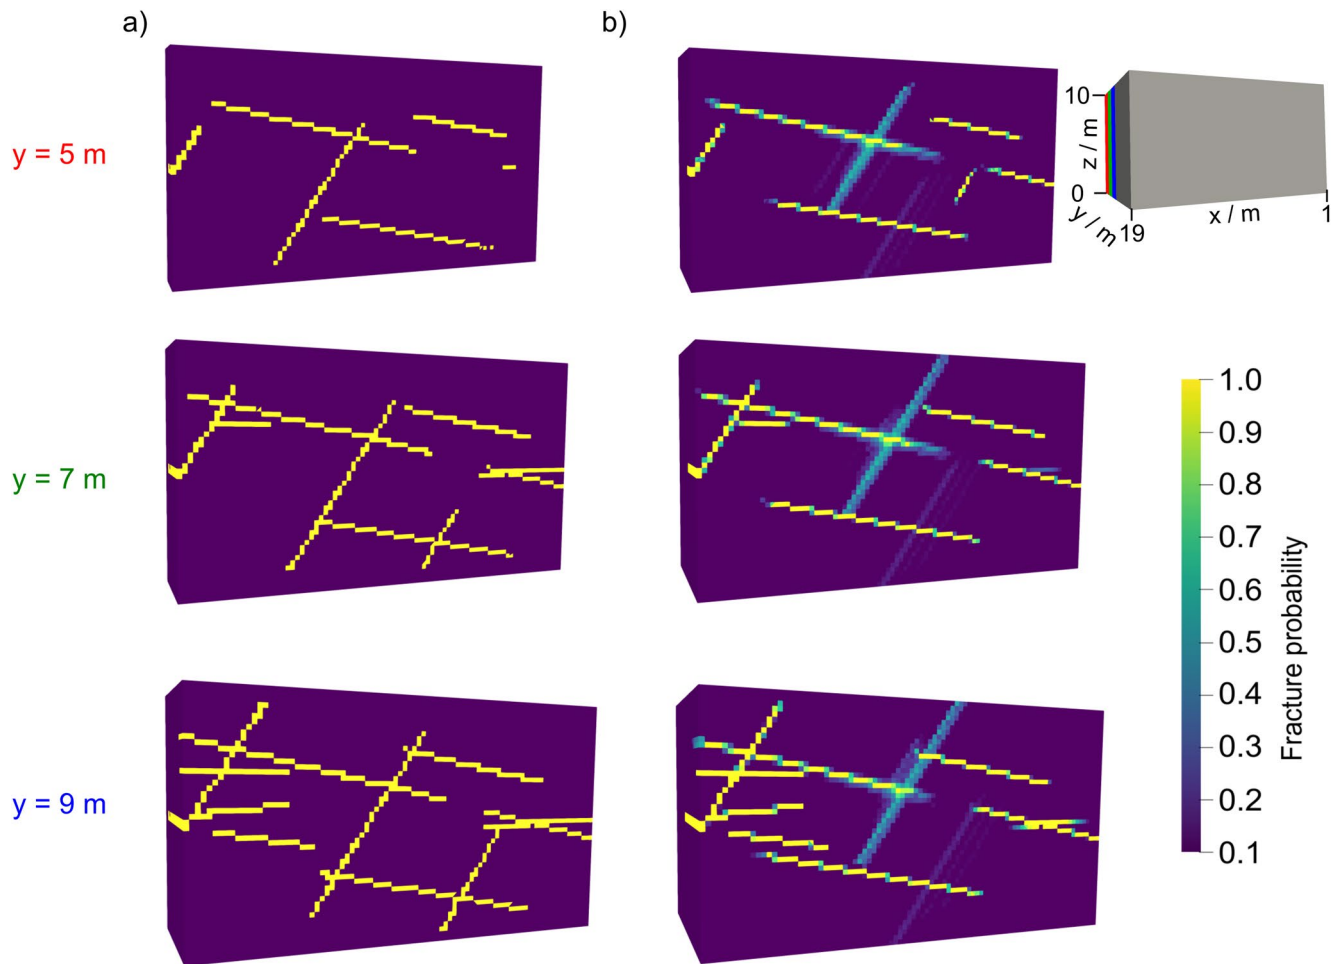 a)
b)
y = 5 m
10
z / m
0
y / m
19
x / m
1
y = 7 m
1.0
0.9
0.8
0.7
0.6
0.5
0.4
0.3
0.2
0.1
Fracture probability
y = 9 m